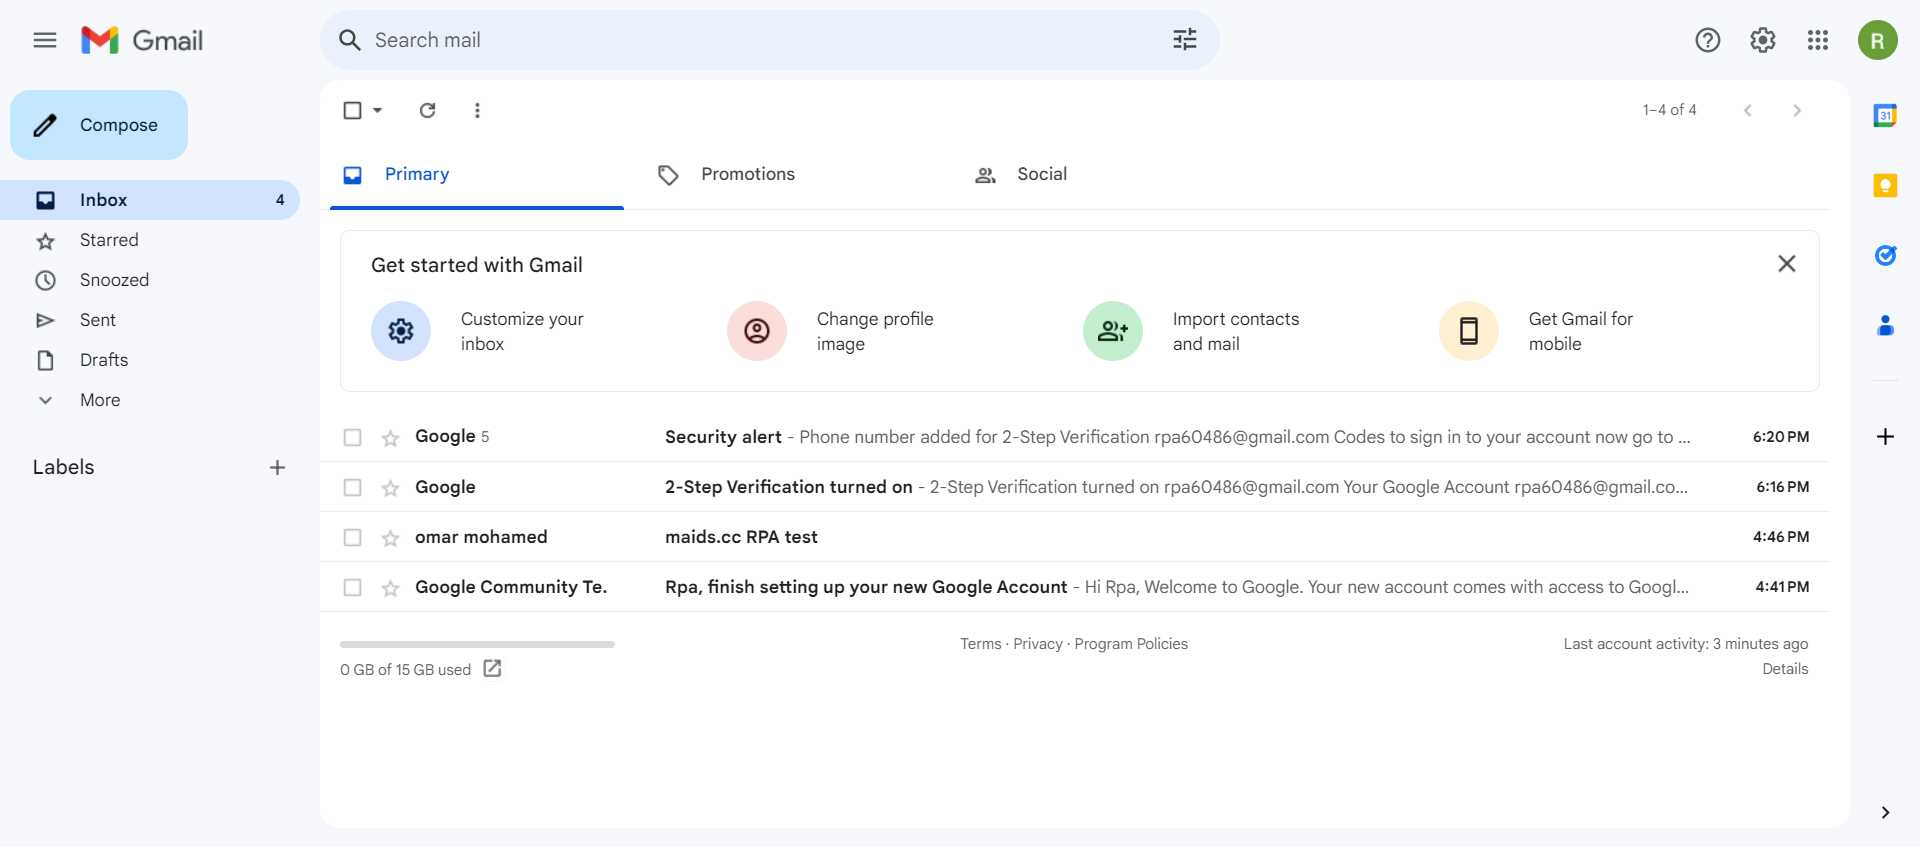 Gmail
Search mail
R
Compose
Inbox 4
Starred
Snoozed
Sent
Drafts
More
Labels
1–4 of 4
Primary
Promotions
Social
Get started with Gmail
Customize your
inbox
Change profile
image
Import contacts
and mail
Get Gmail for
mobile
Google 5 Security alert - Phone number added for 2-Step Verification rpa60486@gmail.com Codes to sign in to your account now go to ... 6:20 PM
Google 2-Step Verification turned on - 2-Step Verification turned on rpa60486@gmail.com Your Google Account rpa60486@gmail.co... 6:16 PM
omar mohamed maids.cc RPA test 4:46 PM
Google Community Te. Rpa, finish setting up your new Google Account - Hi Rpa, Welcome to Google. Your new account comes with access to Googl... 4:41 PM
0 GB of 15 GB used
Terms · Privacy · Program Policies
Last account activity: 3 minutes ago
Details
31